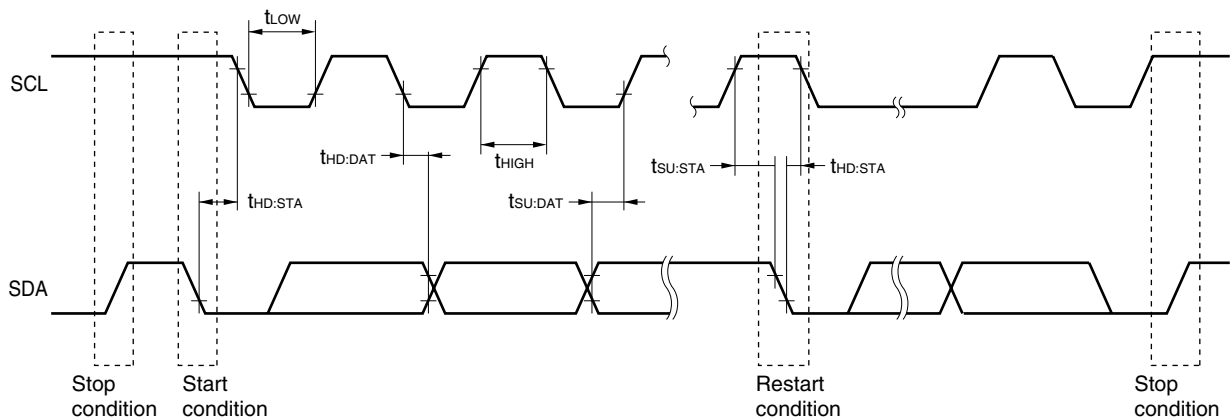 tLOW
SCL
tHD:DAT
tHIGH
tSU:STA
tHD:STA
tHD:STA
tSU:DAT
SDA
Stop
condition
Start
condition
Restart
condition
Stop
condition